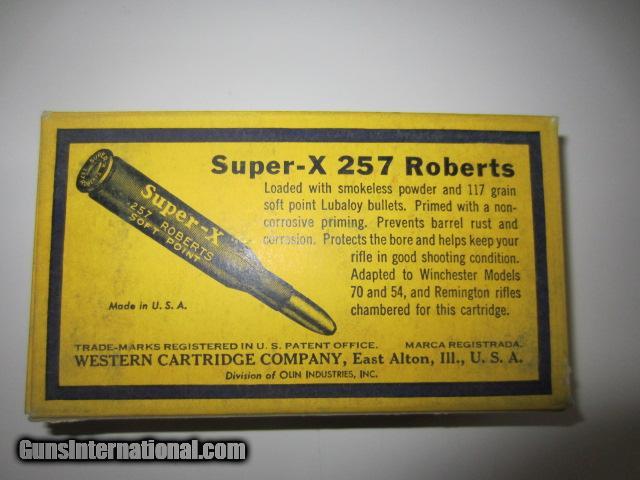 Super-X 257 Roberts
Loaded with smokeless powder and 117 grain
soft point Lubaloy bullets. Primed with a non-
corrosive priming. Prevents barrel rust and
corrosion. Protects the bore and helps keep your
rifle in good shooting condition.
Adapted to Winchester Models
70 and 54, and Remington rifles
chambered for this cartridge.
Super-X
257 ROBERTS
SOFT POINT
Made in U. S. A.
TRADE-MARKS REGISTERED IN U. S. PATENT OFFICE. MARCA REGISTRADA.
WESTERN CARTRIDGE COMPANY, East Alton, Ill., U. S. A.
Division of OLIN INDUSTRIES, INC.
GunsInternational.com